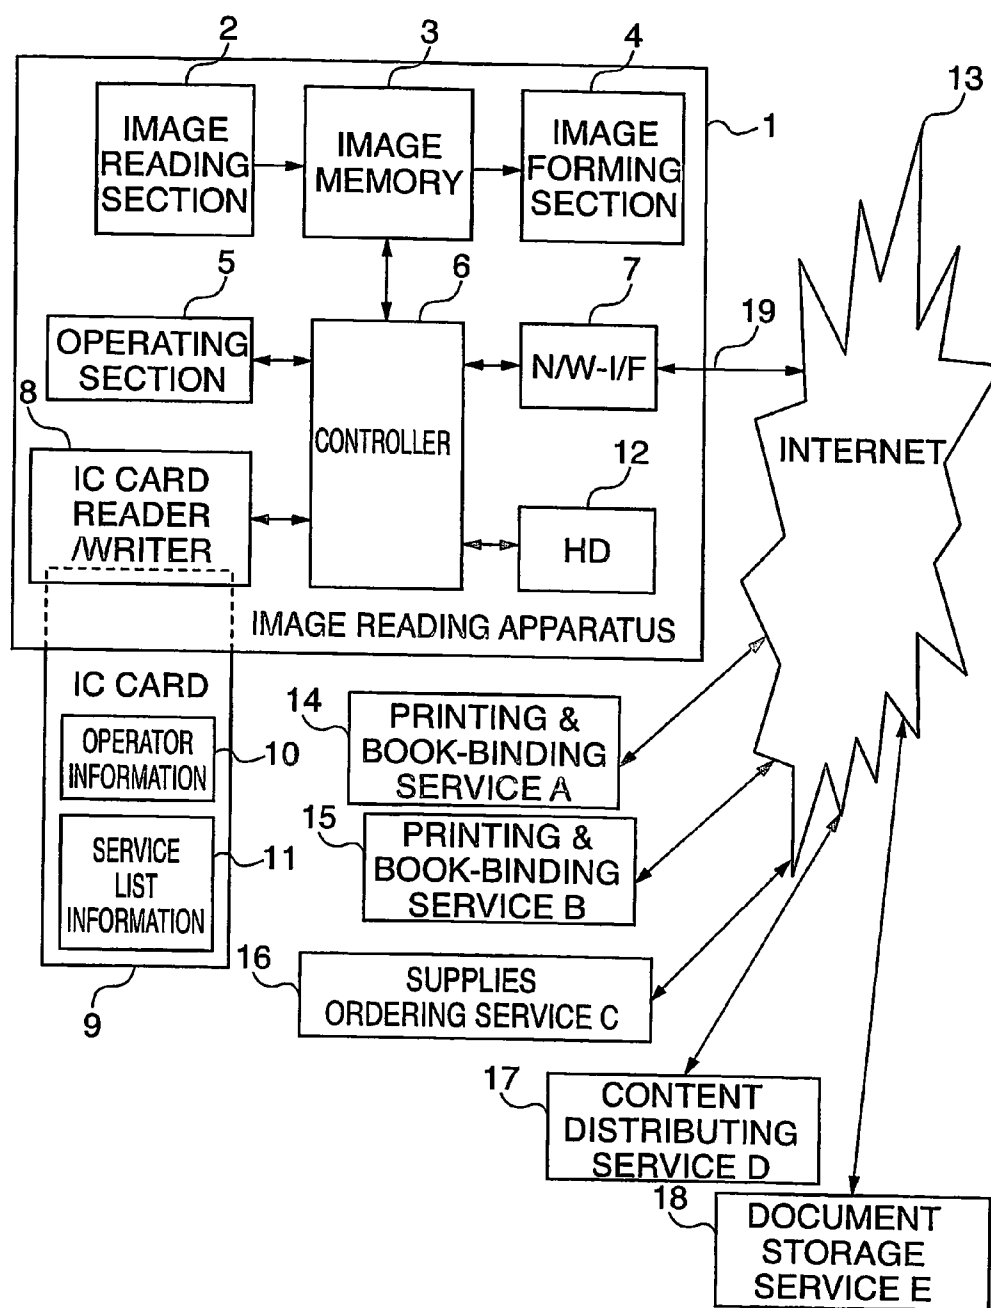 2
3
4
13
1
IMAGE
READING
SECTION
IMAGE
MEMORY
IMAGE
FORMING
SECTION
5
6
7
19
OPERATING
SECTION
N/W-I/F
INTERNET
8
CONTROLLER
12
IC CARD
READER
/WRITER
HD
IMAGE READING APPARATUS
IC CARD
OPERATOR
INFORMATION
10
SERVICE
LIST
INFORMATION
11
9
14
PRINTING &
BOOK-BINDING
SERVICE A
15
PRINTING &
BOOK-BINDING
SERVICE B
16
SUPPLIES
ORDERING SERVICE C
17
CONTENT
DISTRIBUTING
SERVICE D
18
DOCUMENT
STORAGE
SERVICE E